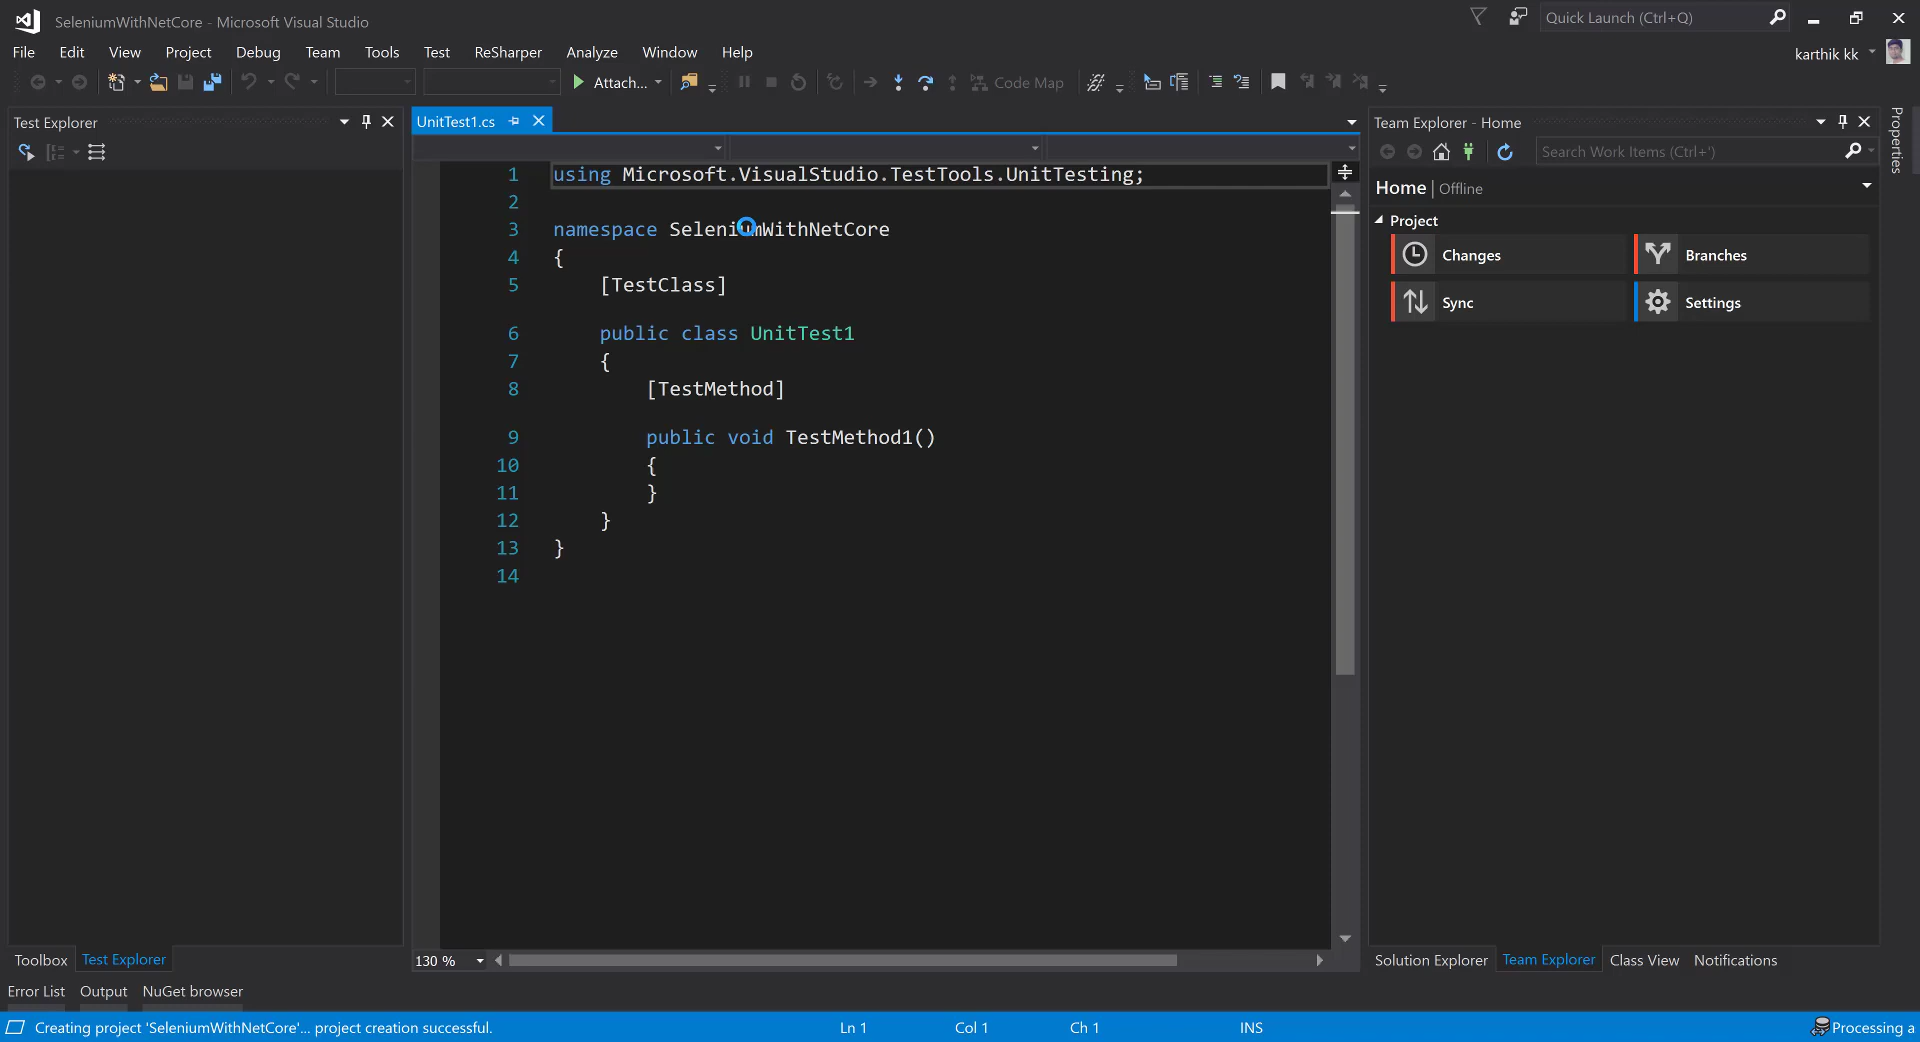 SeleniumWithNetCore - Microsoft Visual Studio
Quick Launch (Ctrl+Q)
File Edit View Project Debug Team Tools Test ReSharper Analyze Window Help
karthik kk
Attach...
Code Map
Test Explorer
UnitTest1.cs
Team Explorer - Home
Properties
Search Work Items (Ctrl+')
Home | Offline
Project
Changes
Branches
Sync
Settings
1 using Microsoft.VisualStudio.TestTools.UnitTesting;
2
3 namespace SeleniumWithNetCore
4 {
5 [TestClass]
6 public class UnitTest1
7 {
8 [TestMethod]
9 public void TestMethod1()
10 {
11 }
12 }
13 }
14
130 %
Toolbox Test Explorer
Solution Explorer Team Explorer Class View Notifications
Error List Output NuGet browser
Creating project 'SeleniumWithNetCore'... project creation successful.
Ln 1 Col 1 Ch 1 INS
Processing a